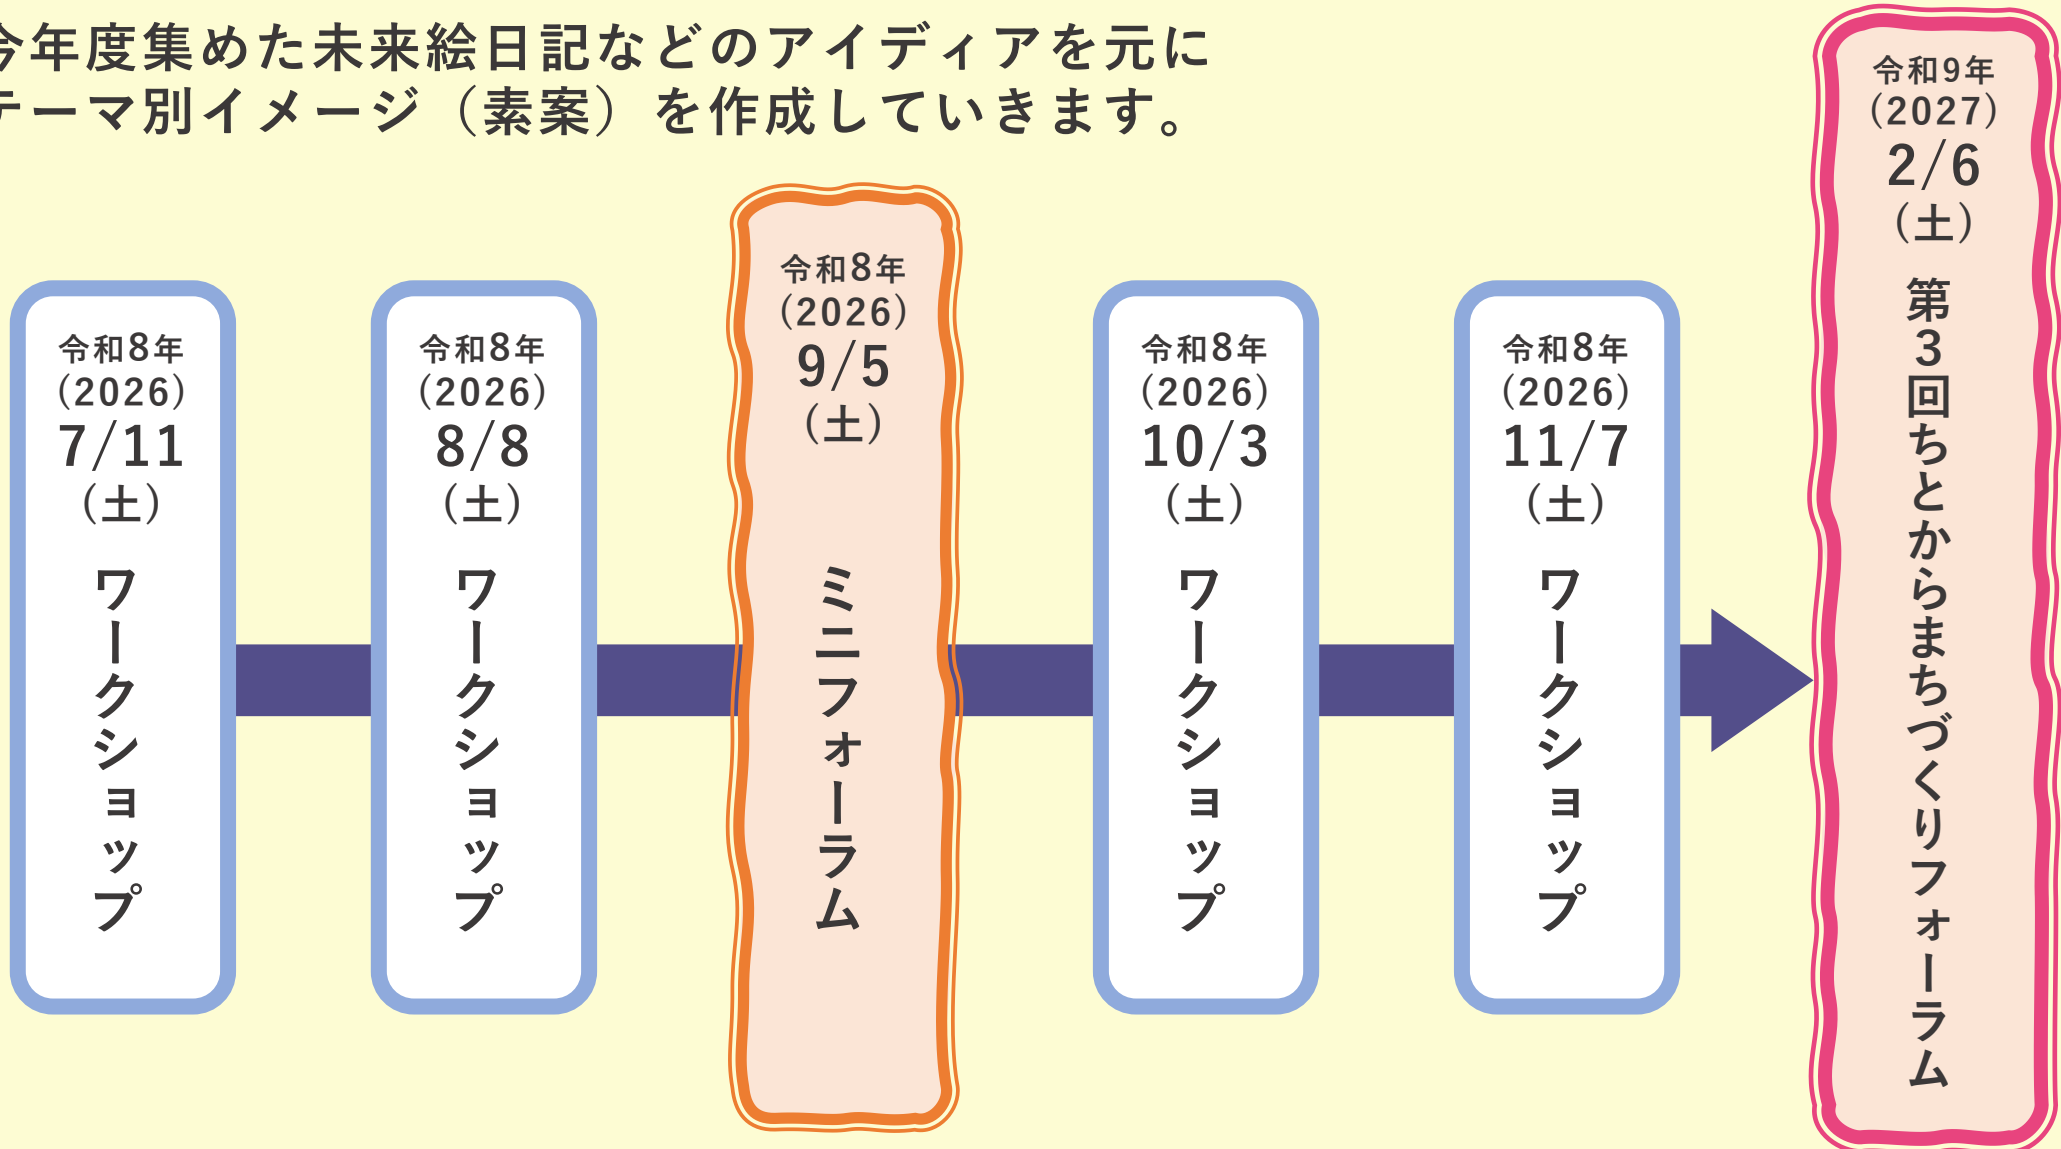 今年度集めた未来絵日記などのアイディアを元に
テーマ別イメージ（素案）を作成していきます。
令和8年
(2026)
7/11
(土)
ワークショップ
令和8年
(2026)
8/8
(土)
ワークショップ
令和8年
(2026)
9/5
(土)
ミニフォーラム
令和8年
(2026)
10/3
(土)
ワークショップ
令和8年
(2026)
11/7
(土)
ワークショップ
令和9年
(2027)
2/6
(土)
第3回ちとからまちづくりフォーラム